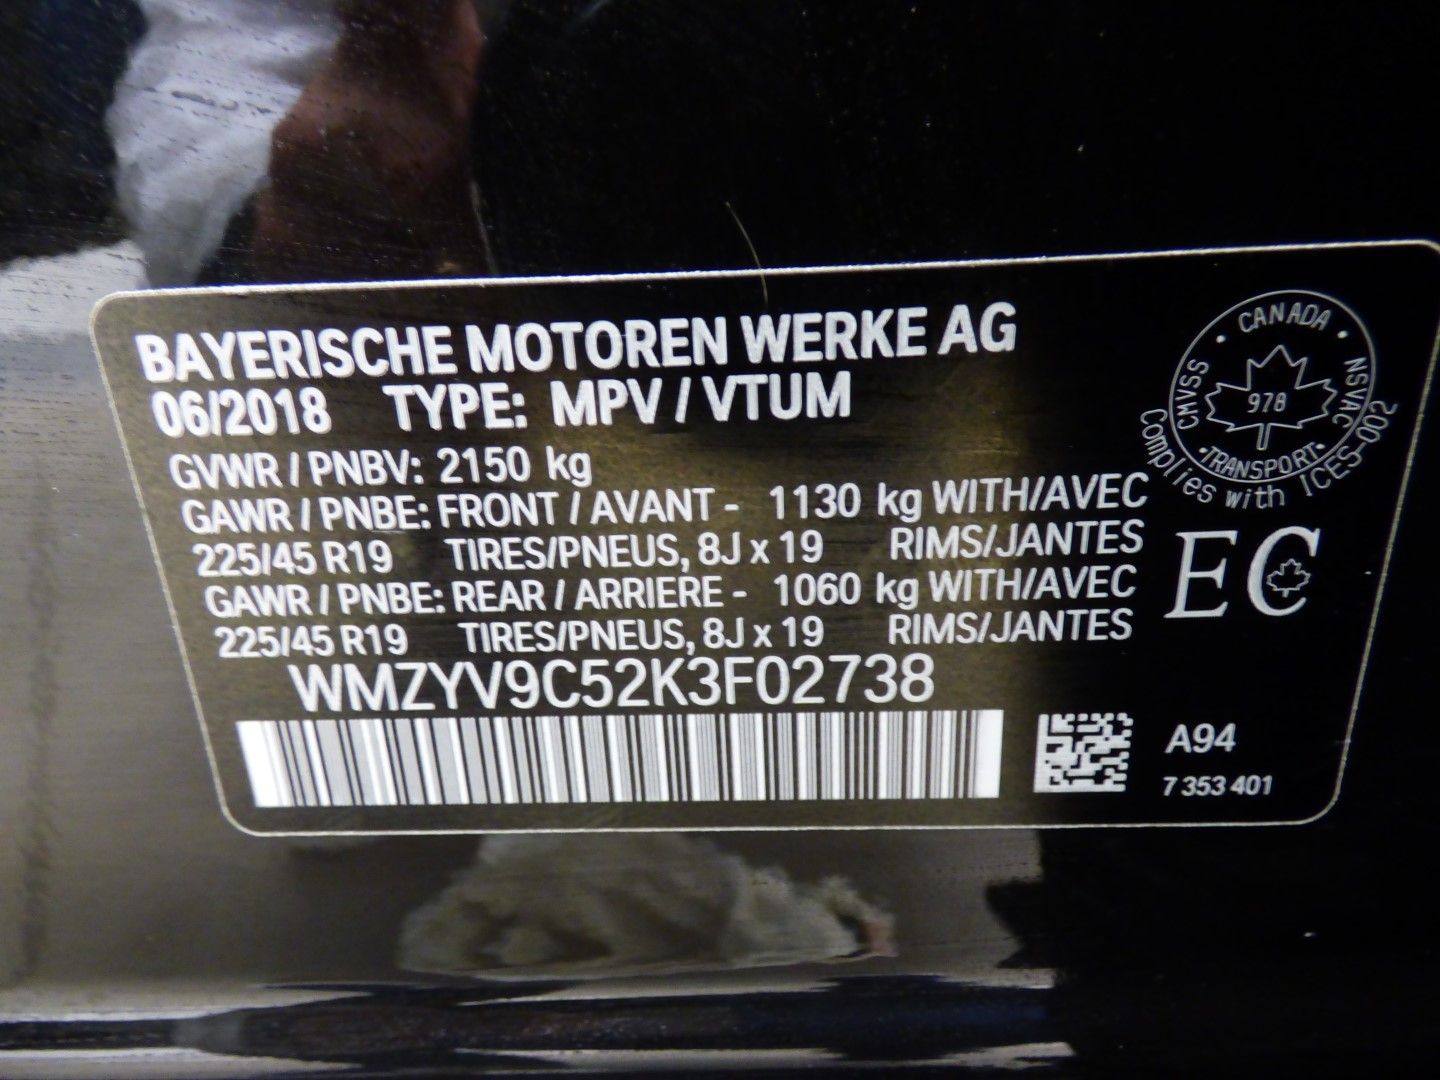 BAYERISCHE MOTOREN WERKE AG
06/2018 TYPE: MPV / VTUM
GVWR / PNBV: 2150 kg
GAWR / PNBE: FRONT / AVANT - 1130 kg WITH/AVEC
225/45 R19 TIRES/PNEUS, 8J x 19 RIMS/JANTES
GAWR / PNBE: REAR / ARRIERE - 1060 kg WITH/AVEC
225/45 R19 TIRES/PNEUS, 8J x 19 RIMS/JANTES
WMZYV9C52K3F02738
· CANADA ·
CMVSS
NSVAC
978
·TRANSPORT·
Complies with ICES-002
EC
A94
7 353 401